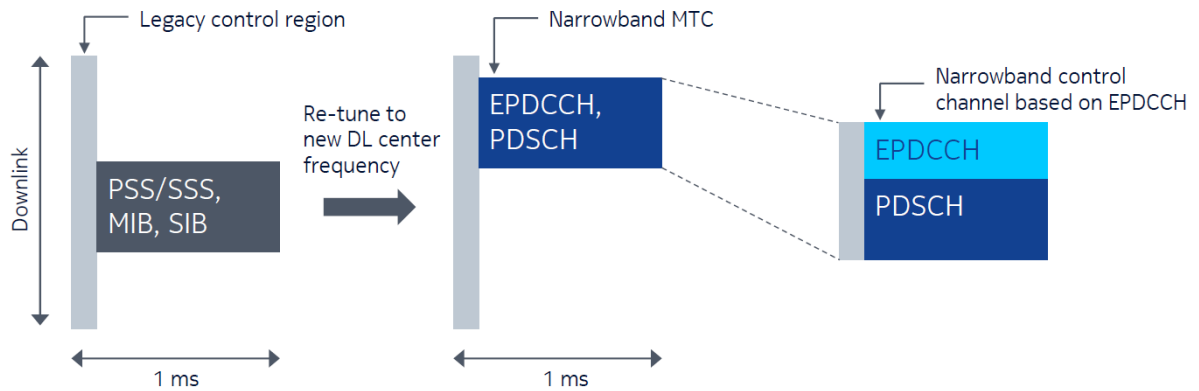 Legacy control region
Downlink
PSS/SSS,
MIB, SIB
1 ms
Re-tune to
new DL center
frequency
Narrowband MTC
EPDCCH,
PDSCH
1 ms
Narrowband control
channel based on EPDCCH
EPDCCH
PDSCH